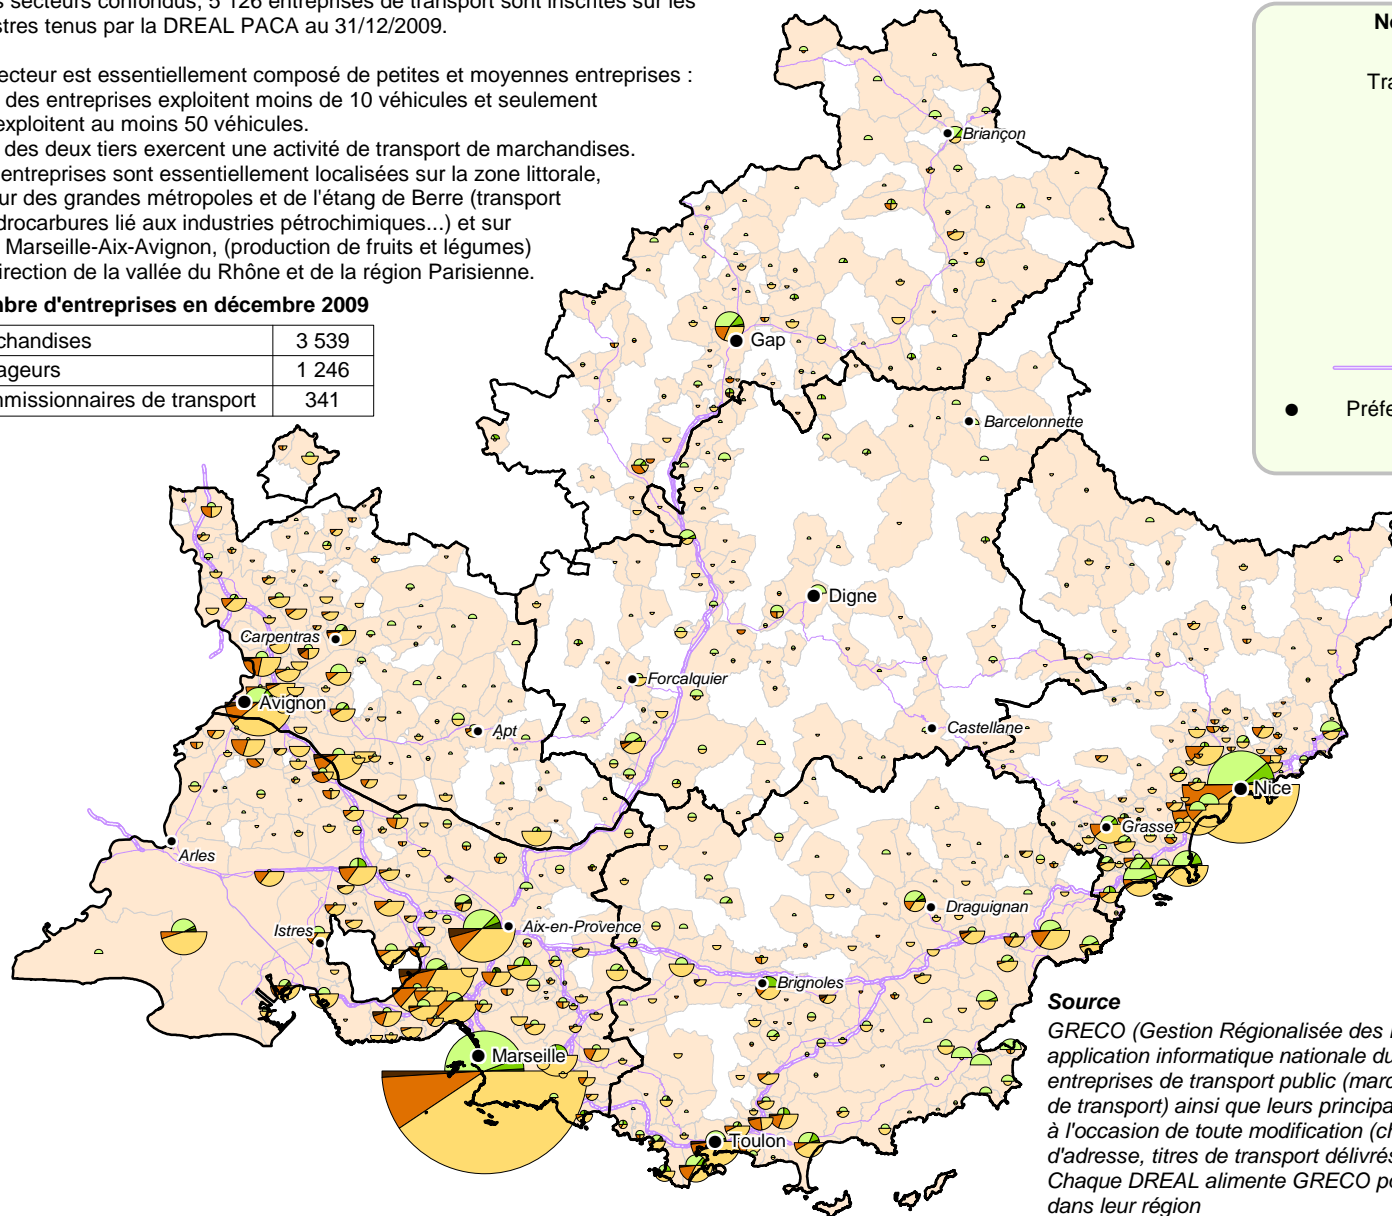 s secteurs confondus, 5 126 entreprises de transport sont inscrites sur les
stres tenus par la DREAL PACA au 31/12/2009.
ecteur est essentiellement composé de petites et moyennes entreprises :
des entreprises exploitent moins de 10 véhicules et seulement
exploitent au moins 50 véhicules.
des deux tiers exercent une activité de transport de marchandises.
entreprises sont essentiellement localisées sur la zone littorale,
ur des grandes métropoles et de l'étang de Berre (transport
drocarbures lié aux industries pétrochimiques...) et sur
Marseille-Aix-Avignon, (production de fruits et légumes)
direction de la vallée du Rhône et de la région Parisienne.
mbre d'entreprises en décembre 2009
chandises 3 539
ageurs 1 246
nmissionnaires de transport 341
No
Tra
Préfe
Briançon
Gap
Barcelonnette
Digne
Carpentras
Forcalquier
Avignon
Apt
Castellane
Nice
Grasse
Arles
Draguignan
Istres
Aix-en-Provence
Brignoles
Marseille
Toulon
Source
GRECO (Gestion Régionalisée des
application informatique nationale du
entreprises de transport public (marc
de transport) ainsi que leurs principa
à l'occasion de toute modification (ch
d'adresse, titres de transport délivrés
Chaque DREAL alimente GRECO po
dans leur région